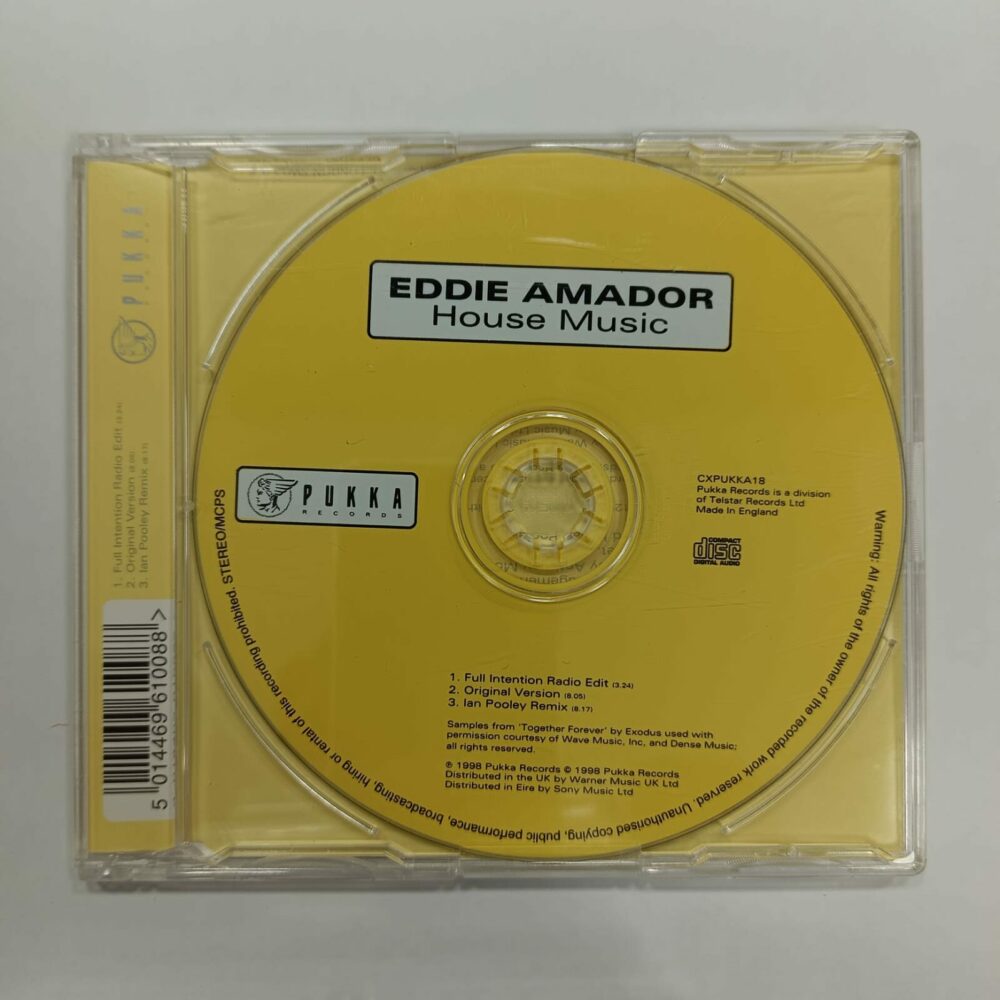 EDDIE AMADOR
House Music
PUKKA
RECORDS
CXPUKKA18
Pukka Records is a division
of Telstar Records Ltd
Made In England
COMPACT
disc
DIGITAL AUDIO
1. Full Intention Radio Edit (3.24)
2. Original Version (8.05)
3. Ian Pooley Remix (8.17)
Samples from 'Together Forever' by Exodus used with
permission courtesy of Wave Music, Inc, and Dense Music;
all rights reserved.
℗ 1998 Pukka Records © 1998 Pukka Records
Distributed in the UK by Warner Music UK Ltd
Distributed in Eire by Sony Music Ltd
Warning: All rights of the owner of the recorded work reserved. Unauthorised copying, public performance, broadcasting, hiring or rental of this recording prohibited. STEREO/MCPS
PUKKA
1. Full Intention Radio Edit (3.24)
2. Original Version (8.05)
3. Ian Pooley Remix (8.17)
5 014469 610088 >